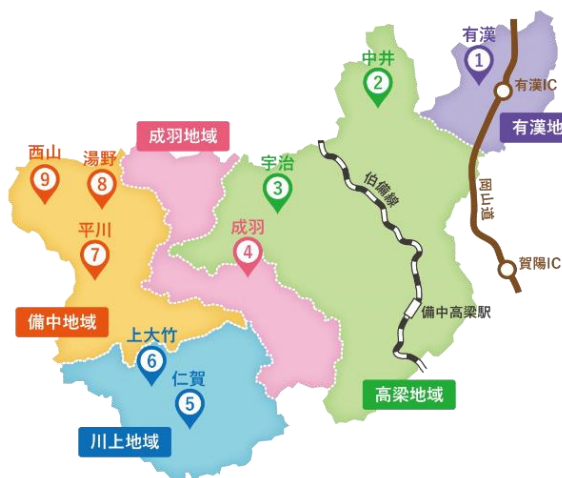 有漢
1
有漢IC
有漢地
中井
2
成羽地域
西山
9
湯野
8
宇治
3
伯備線
岡山道
成羽
4
平川
7
賀陽IC
備中高梁駅
備中地域
上大竹
6
仁賀
5
高梁地域
川上地域